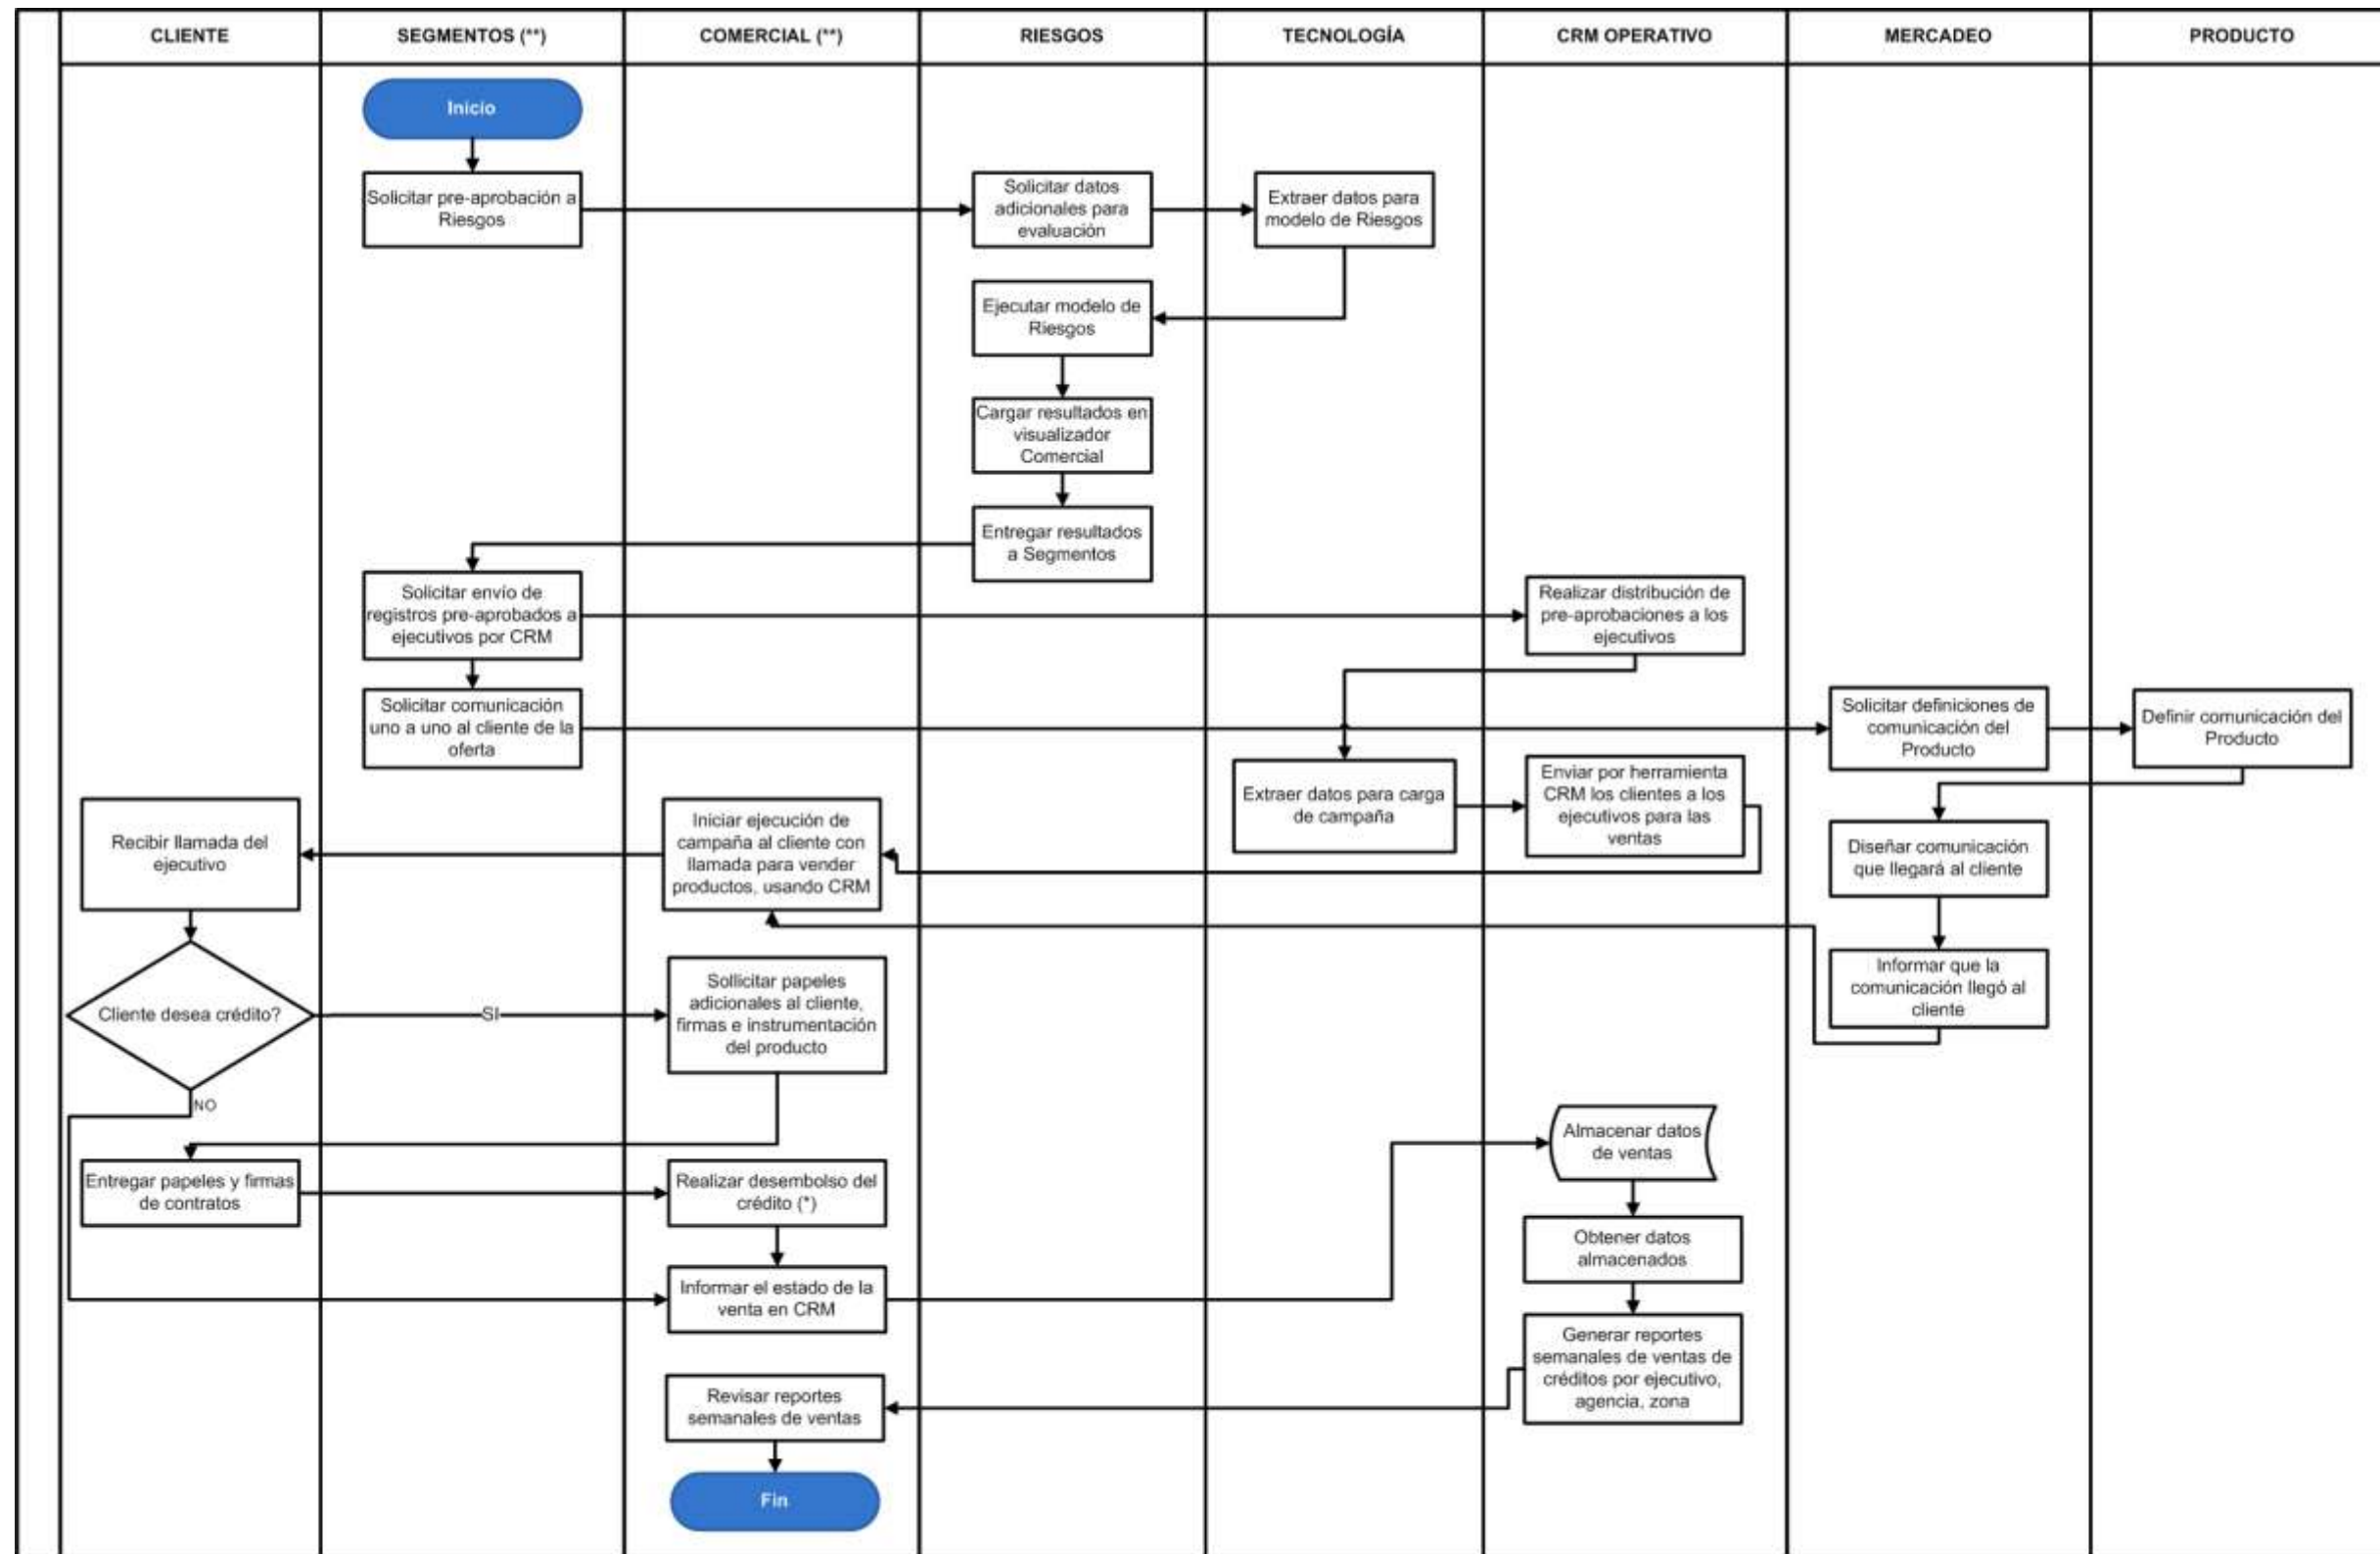 CLIENTE
SEGMENTOS (**)
COMERCIAL (**)
RIESGOS
TECNOLOGÍA
CRM OPERATIVO
MERCADEO
PRODUCTO
Inicio
Solicitar pre-aprobación a
Riesgos
Solicitar datos
adicionales para
evaluación
Extraer datos para
modelo de Riesgos
Ejecutar modelo de
Riesgos
Cargar resultados en
visualizador
Comercial
Entregar resultados
a Segmentos
Solicitar envío de
registros pre-aprobados a
ejecutivos por CRM
Realizar distribución de
pre-aprobaciones a los
ejecutivos
Solicitar comunicación
uno a uno al cliente de la
oferta
Solicitar definiciones de
comunicación del
Producto
Definir comunicación del
Producto
Extraer datos para carga
de campaña
Enviar por herramienta
CRM los clientes a los
ejecutivos para las
ventas
Recibir llamada del
ejecutivo
Iniciar ejecución de
campaña al cliente con
llamada para vender
productos, usando CRM
Diseñar comunicación
que llegará al cliente
Cliente desea crédito?
SI
Sollicitar papeles
adicionales al cliente,
firmas e instrumentación
del producto
Informar que la
comunicación llegó al
cliente
NO
Almacenar datos
de ventas
Entregar papeles y firmas
de contratos
Realizar desembolso del
crédito (*)
Obtener datos
almacenados
Informar el estado de la
venta en CRM
Generar reportes
semanales de ventas de
créditos por ejecutivo,
agencia, zona
Revisar reportes
semanales de ventas
Fin